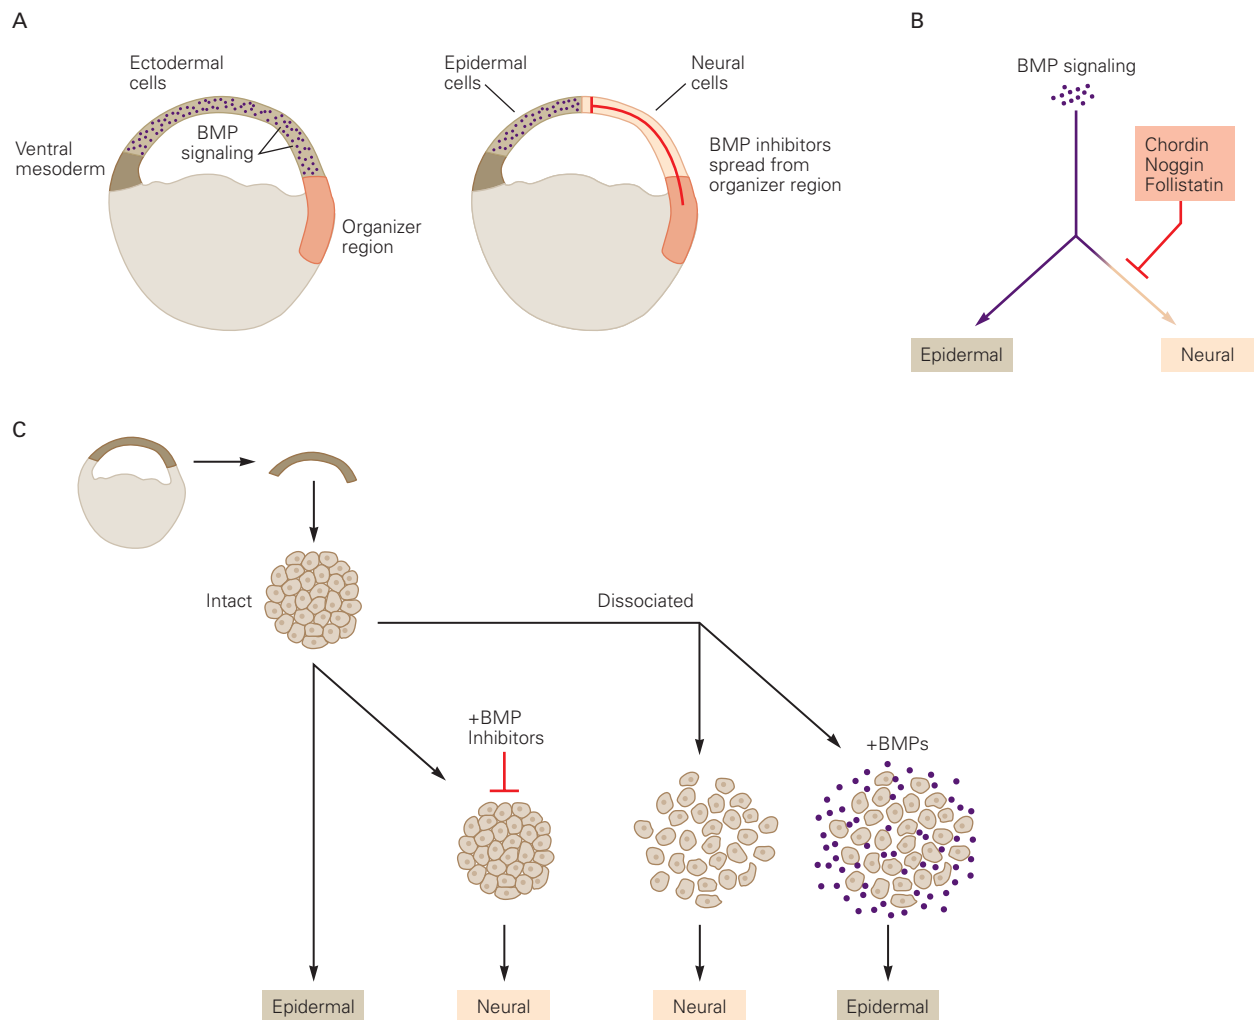 A
Ectodermal
cells
BMP
signaling
Ventral
mesoderm
Organizer
region
Epidermal
cells
Neural
cells
BMP inhibitors
spread from
organizer region
B
BMP signaling
Chordin
Noggin
Follistatin
Epidermal
Neural
C
Intact
Dissociated
+BMP
Inhibitors
+BMPs
Epidermal
Neural
Neural
Epidermal